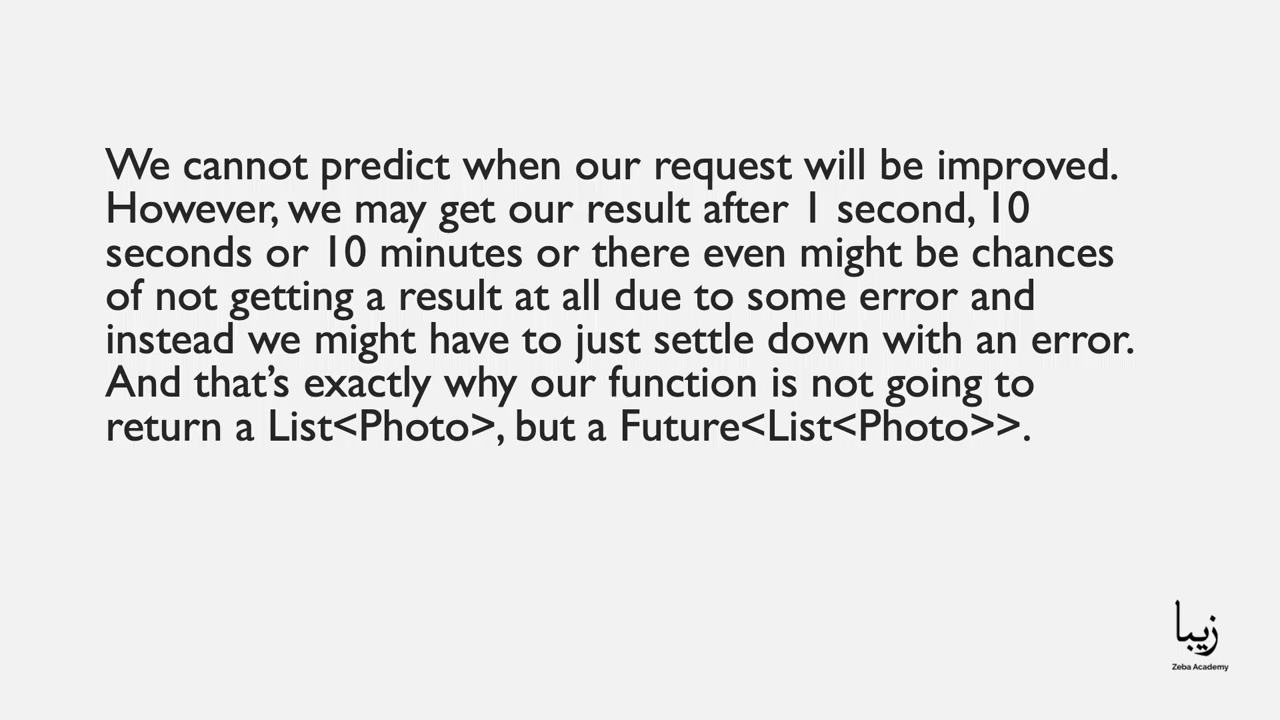 We cannot predict when our request will be improved.
However, we may get our result after 1 second, 10
seconds or 10 minutes or there even might be chances
of not getting a result at all due to some error and
instead we might have to just settle down with an error.
And that’s exactly why our function is not going to
return a List<Photo>, but a Future<List<Photo>>.
زیبا
Zeba Academy